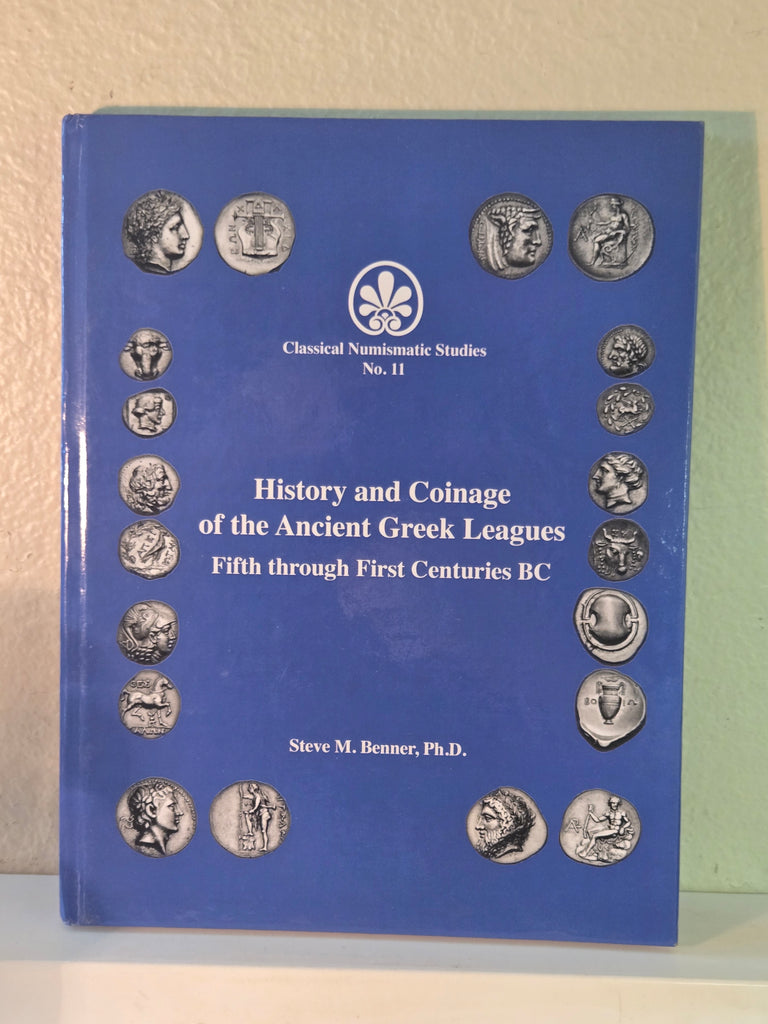 Classical Numismatic Studies
No. 11
History and Coinage
of the Ancient Greek Leagues
Fifth through First Centuries BC
Steve M. Benner, Ph.D.